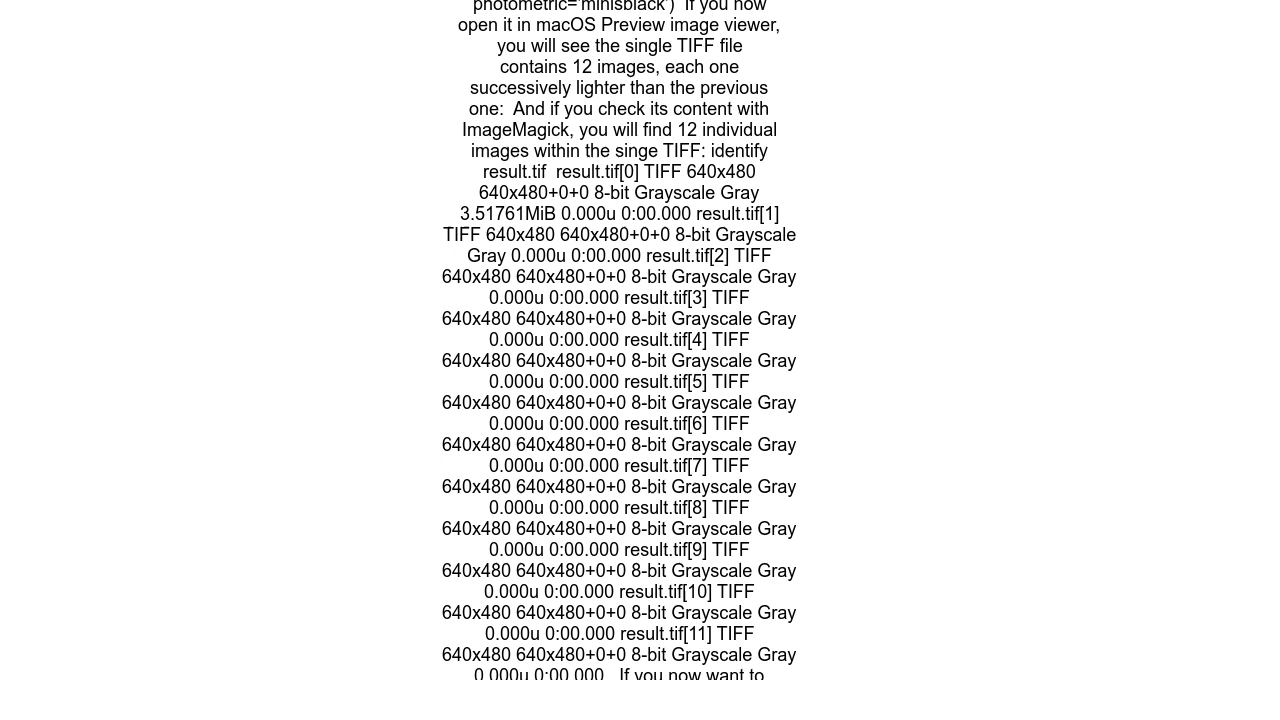 photometric='minisblack')  If you now
open it in macOS Preview image viewer,
you will see the single TIFF file
contains 12 images, each one
successively lighter than the previous
one:  And if you check its content with
ImageMagick, you will find 12 individual
images within the singe TIFF: identify
result.tif  result.tif[0] TIFF 640x480
640x480+0+0 8-bit Grayscale Gray
3.51761MiB 0.000u 0:00.000 result.tif[1]
TIFF 640x480 640x480+0+0 8-bit Grayscale
Gray 0.000u 0:00.000 result.tif[2] TIFF
640x480 640x480+0+0 8-bit Grayscale Gray
0.000u 0:00.000 result.tif[3] TIFF
640x480 640x480+0+0 8-bit Grayscale Gray
0.000u 0:00.000 result.tif[4] TIFF
640x480 640x480+0+0 8-bit Grayscale Gray
0.000u 0:00.000 result.tif[5] TIFF
640x480 640x480+0+0 8-bit Grayscale Gray
0.000u 0:00.000 result.tif[6] TIFF
640x480 640x480+0+0 8-bit Grayscale Gray
0.000u 0:00.000 result.tif[7] TIFF
640x480 640x480+0+0 8-bit Grayscale Gray
0.000u 0:00.000 result.tif[8] TIFF
640x480 640x480+0+0 8-bit Grayscale Gray
0.000u 0:00.000 result.tif[9] TIFF
640x480 640x480+0+0 8-bit Grayscale Gray
0.000u 0:00.000 result.tif[10] TIFF
640x480 640x480+0+0 8-bit Grayscale Gray
0.000u 0:00.000 result.tif[11] TIFF
640x480 640x480+0+0 8-bit Grayscale Gray
0.000u 0:00.000   If you now want to